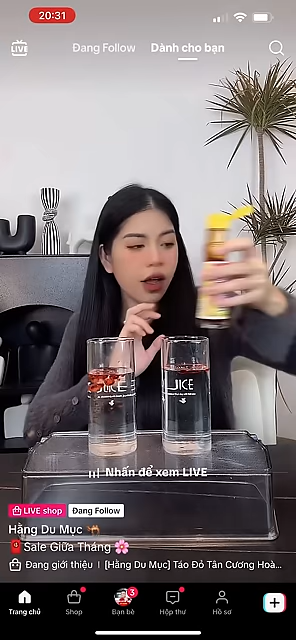 20:31
LIVE
Đang Follow
Dành cho bạn
JICE
JICE
Nhấn để xem LIVE
LIVE shop
Đang Follow
Hằng Du Mục
Sale Giữa Tháng
Đang giới thiệu | [Hằng Du Mục] Táo Đỏ Tân Cương Hoà...
3
Trang chủ
Shop
Bạn bè
Hộp thư
Hồ sơ